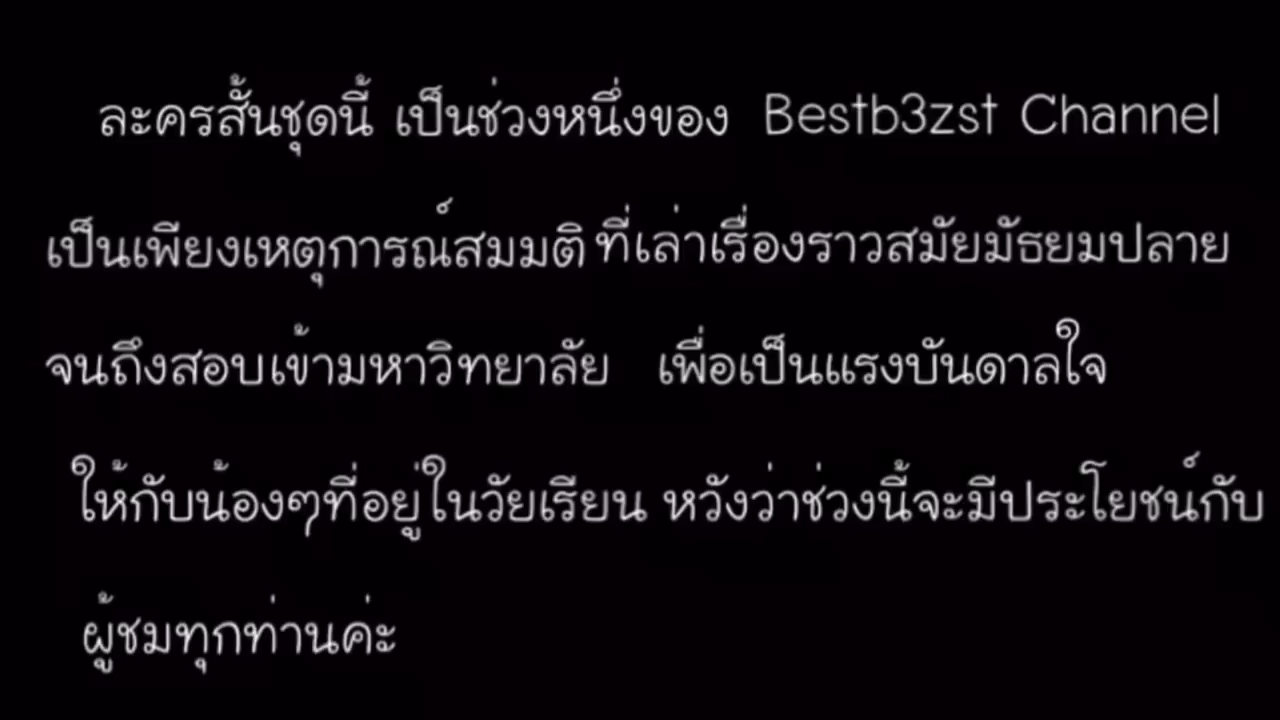 ละครสั้นชุดนี้ เป็นช่วงหนึ่งของ Bestb3zst Channel
เป็นเพียงเหตุการณ์สมมติ ที่เล่าเรื่องราวสมัยมัธยมปลาย
จนถึงสอบเข้ามหาวิทยาลัย เพื่อเป็นแรงบันดาลใจ
ให้กับน้องๆที่อยู่ในวัยเรียน หวังว่าช่วงนี้จะมีประโยชน์กับ
ผู้ชมทุกท่านค่ะ